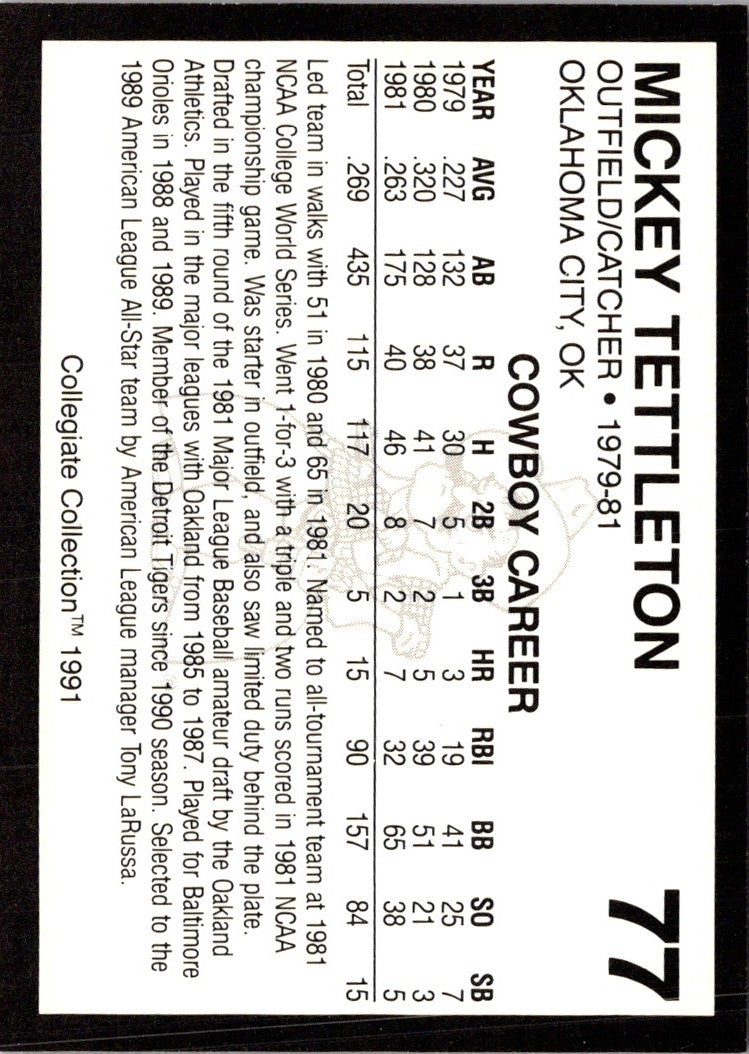 MICKEY TETTLETON 77
OUTFIELD/CATCHER • 1979-81
OKLAHOMA CITY, OK
COWBOY CAREER
YEAR AVG AB R H 2B 3B HR RBI BB SO SB
1979 .227 132 37 30 5 1 3 19 41 25 7
1980 .320 128 38 41 7 2 5 39 51 21 3
1981 .263 175 40 46 8 2 7 32 65 38 5
Total .269 435 115 117 20 5 15 90 157 84 15
Led team in walks with 51 in 1980 and 65 in 1981. Named to all-tournament team at 1981
NCAA College World Series. Went 1-for-3 with a triple and two runs scored in 1981 NCAA
championship game. Was starter in outfield, and also saw limited duty behind the plate.
Drafted in the fifth round of the 1981 Major League Baseball amateur draft by the Oakland
Athletics. Played in the major leagues with Oakland from 1985 to 1987. Played for Baltimore
Orioles in 1988 and 1989. Member of the Detroit Tigers since 1990 season. Selected to the
1989 American League All-Star team by American League manager Tony LaRussa.
Collegiate Collection™ 1991